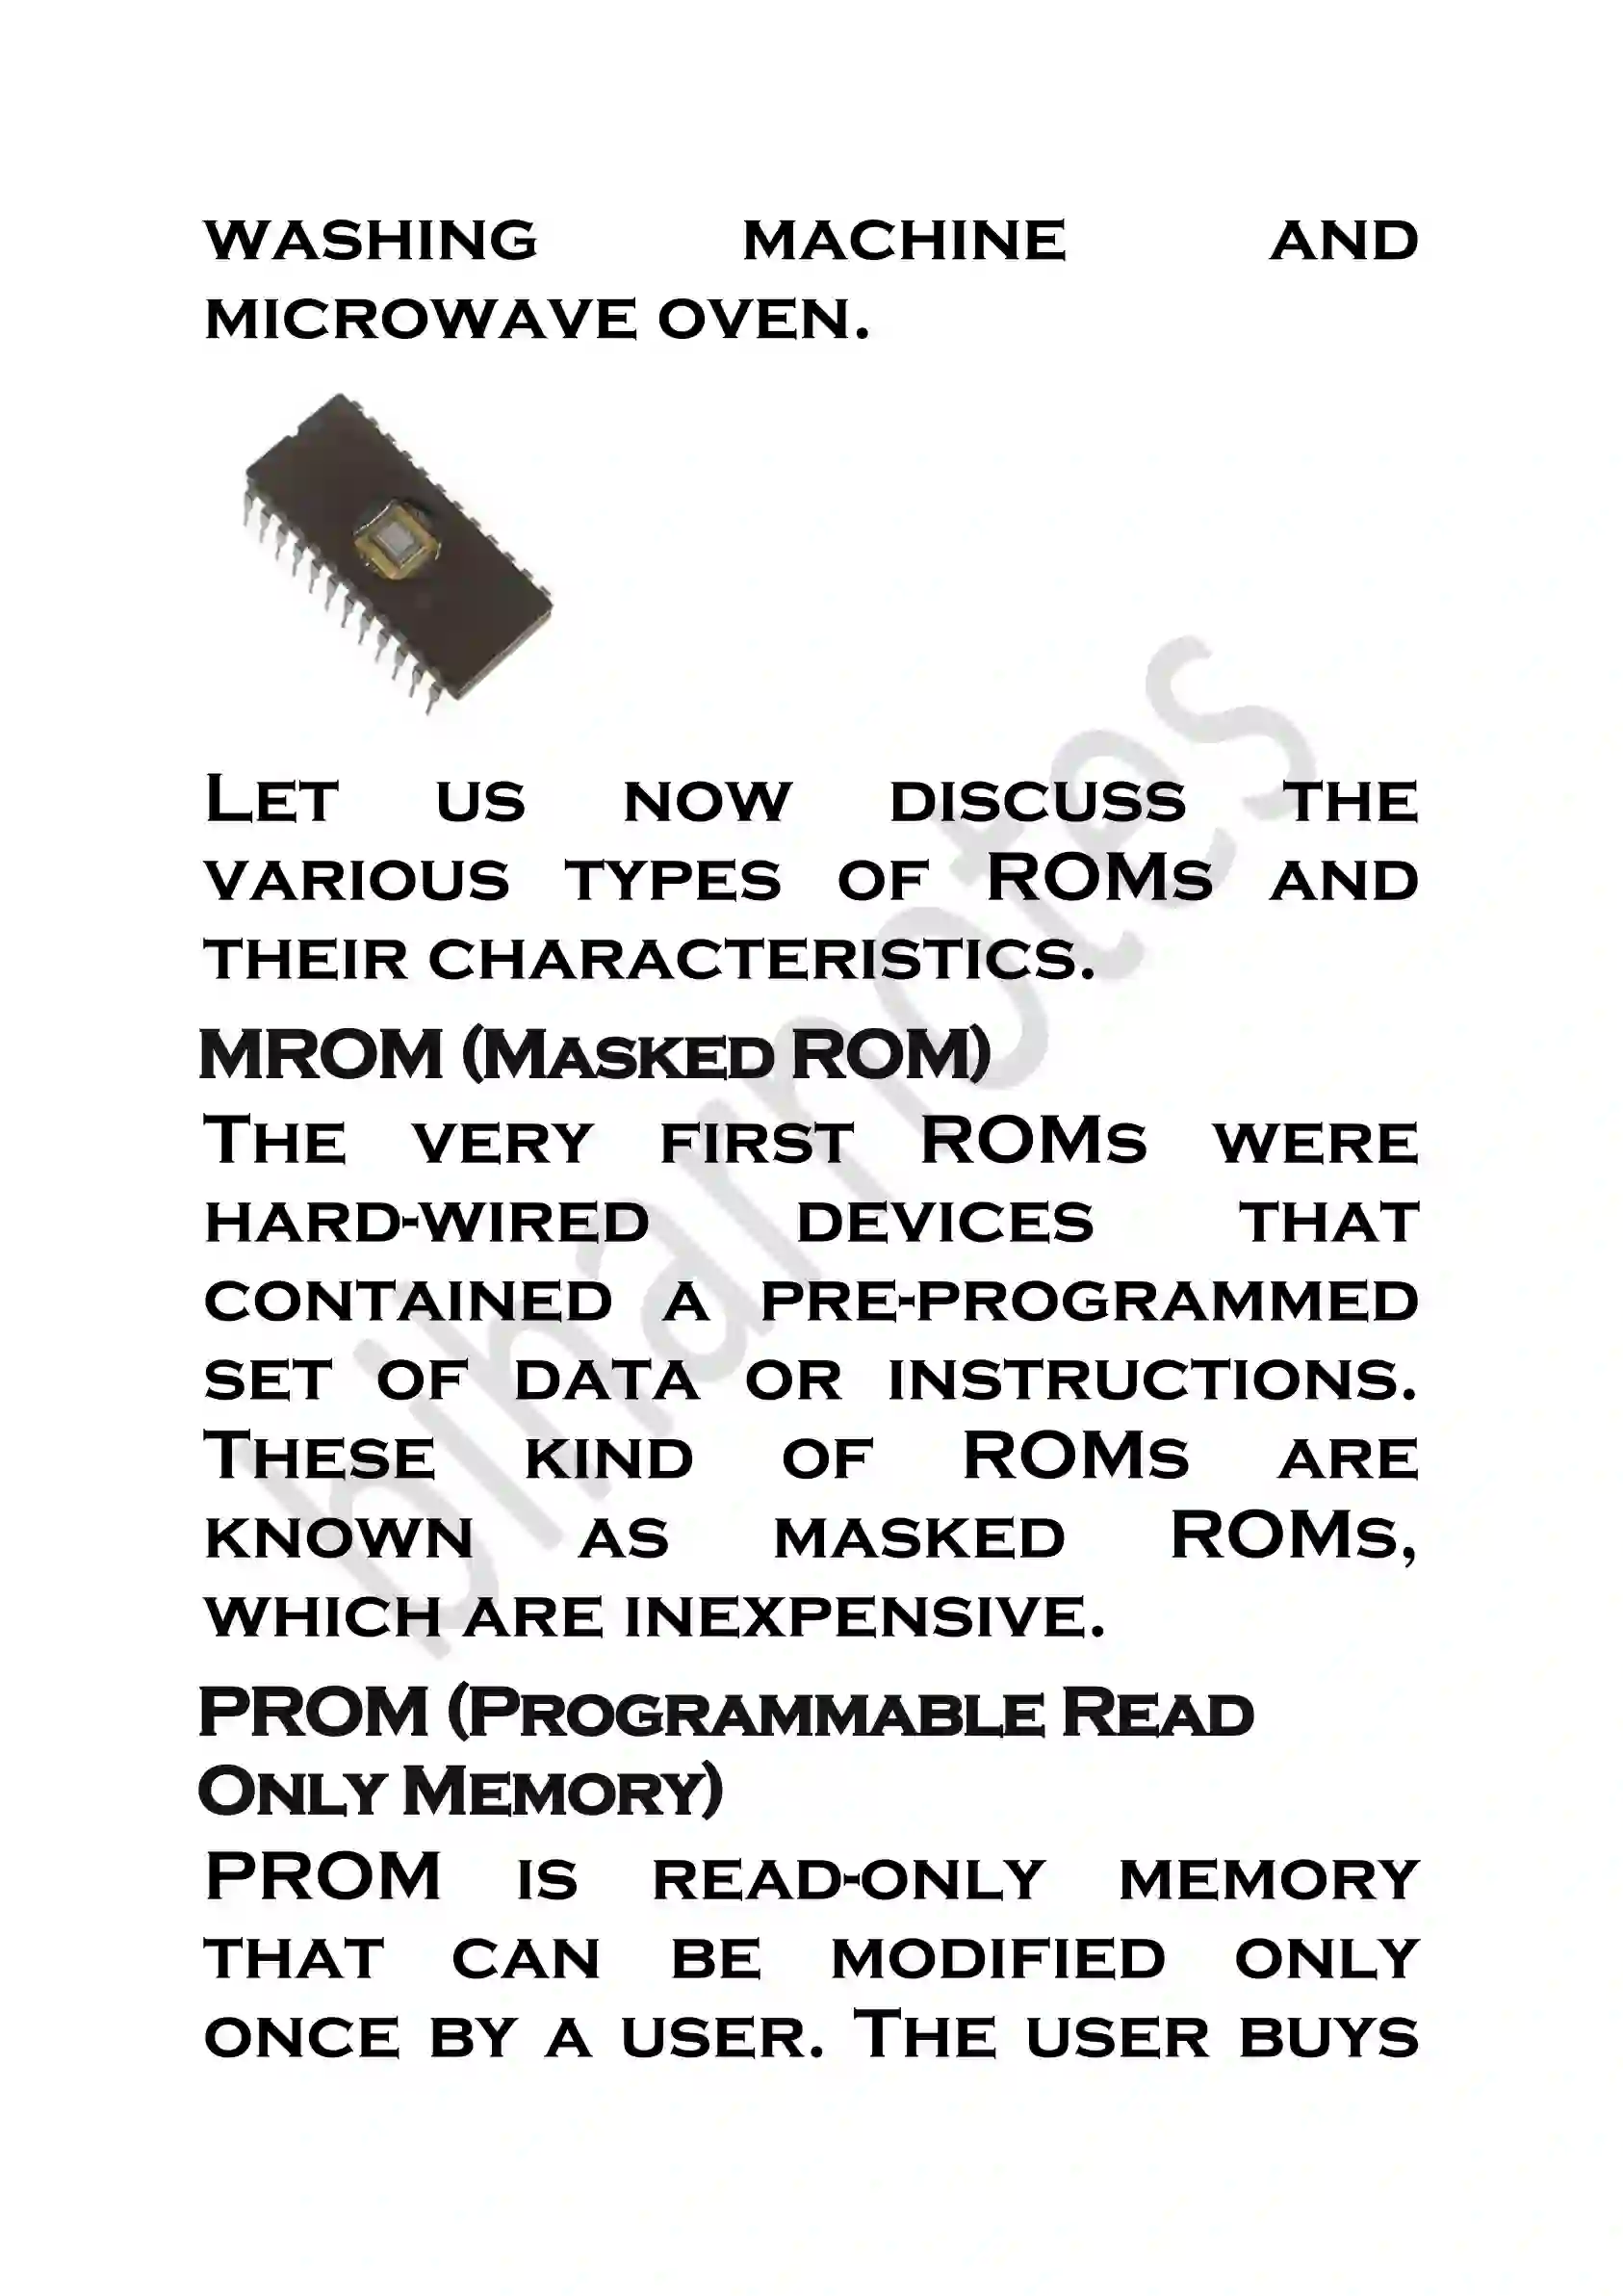 WASHING MACHINE AND
MICROWAVE OVEN.
LET US NOW DISCUSS THE
VARIOUS TYPES OF ROMS AND
THEIR CHARACTERISTICS.
MROM (MASKED ROM)
THE VERY FIRST ROMS WERE
HARD-WIRED DEVICES THAT
CONTAINED A PRE-PROGRAMMED
SET OF DATA OR INSTRUCTIONS.
THESE KIND OF ROMS ARE
KNOWN AS MASKED ROMS,
WHICH ARE INEXPENSIVE.
PROM (PROGRAMMABLE READ
ONLY MEMORY)
PROM IS READ-ONLY MEMORY
THAT CAN BE MODIFIED ONLY
ONCE BY A USER. THE USER BUYS
biharnotes